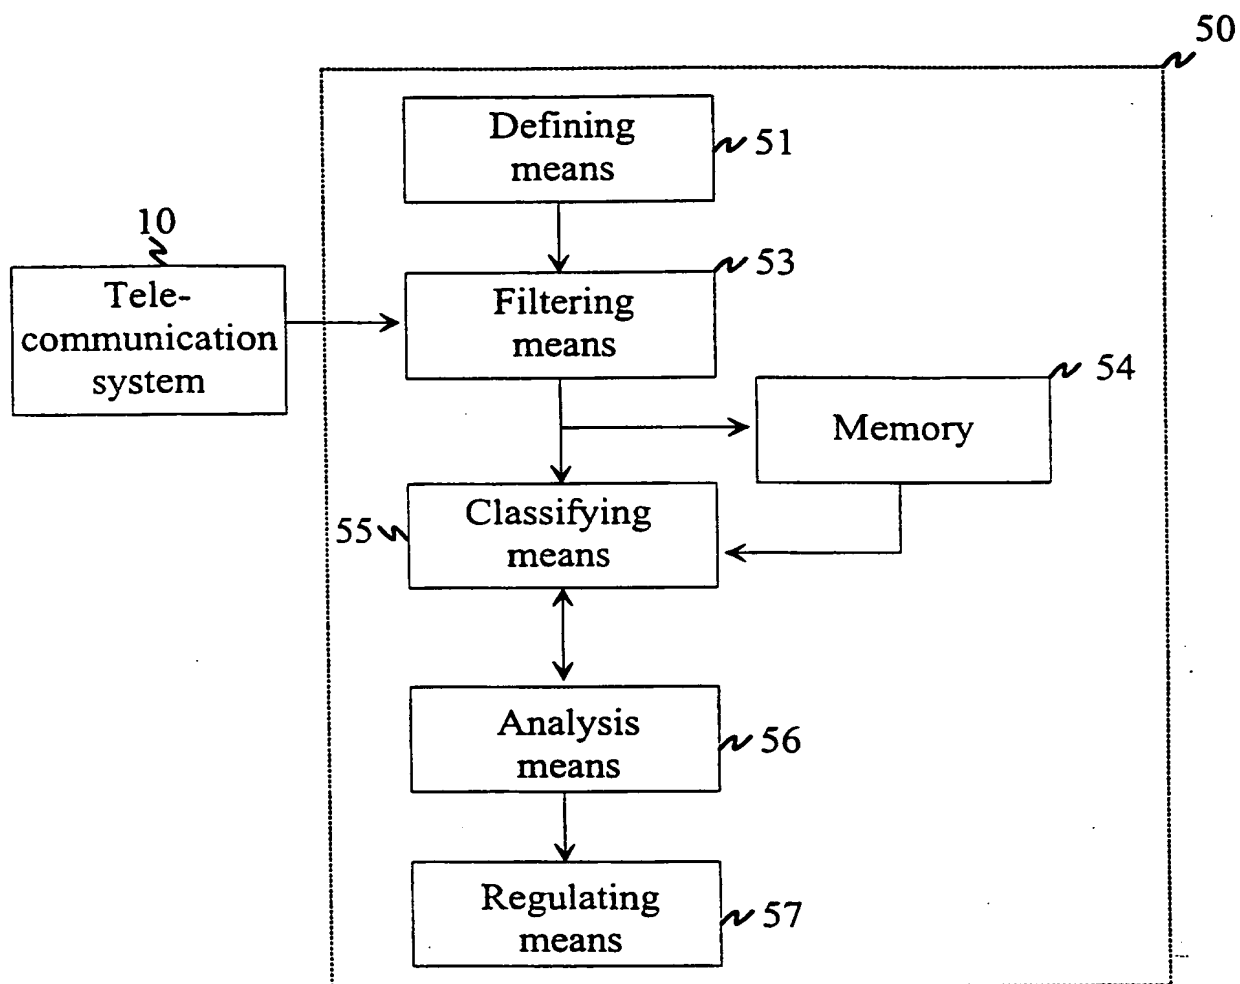 50
Defining
means
51
10
Tele-
communication
system
53
Filtering
means
54
Memory
55
Classifying
means
Analysis
means
56
Regulating
means
57